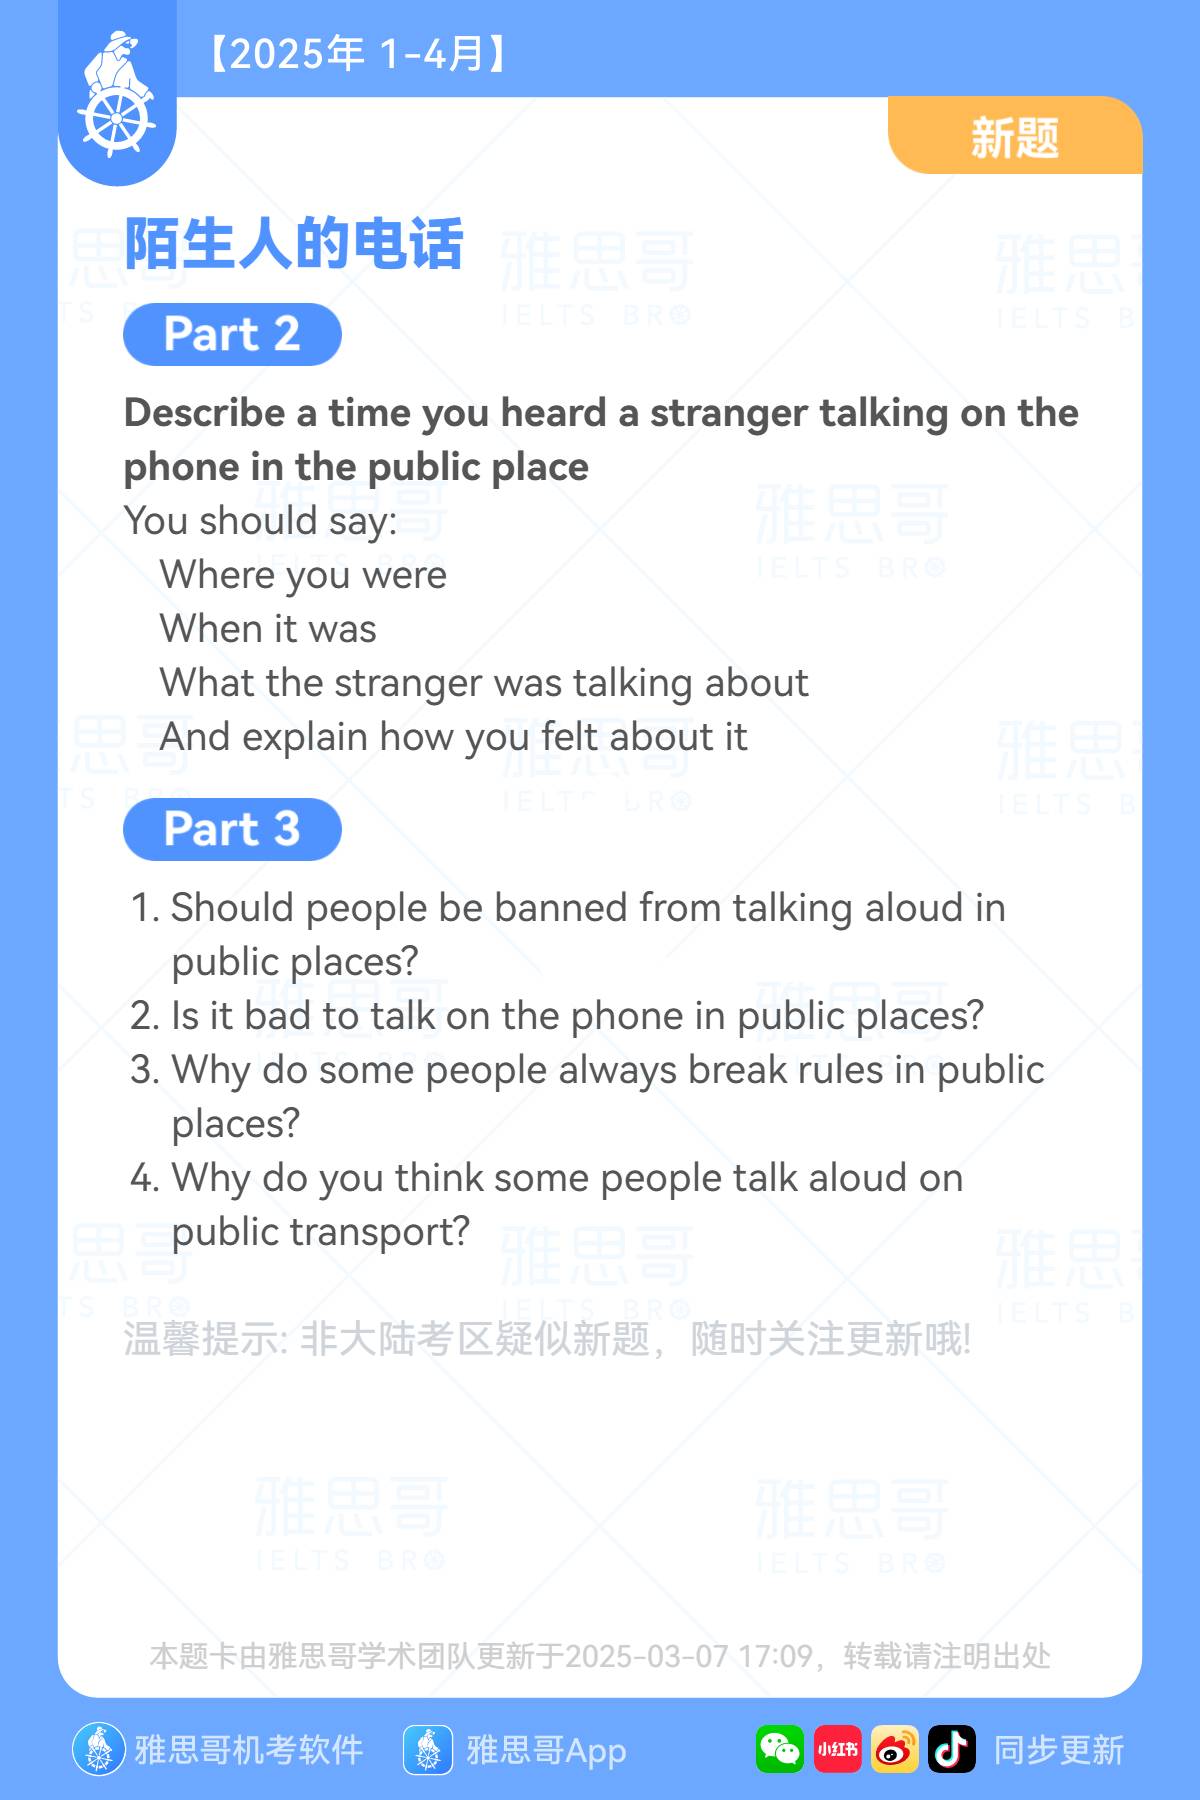 【2025年 1-4月】
新题
陌生人的电话
Part 2
Describe a time you heard a stranger talking on the
phone in the public place
You should say:
Where you were
When it was
What the stranger was talking about
And explain how you felt about it
Part 3
1. Should people be banned from talking aloud in
public places?
2. Is it bad to talk on the phone in public places?
3. Why do some people always break rules in public
places?
4. Why do you think some people talk aloud on
public transport?
温馨提示: 非大陆考区疑似新题，随时关注更新哦!
雅思哥
IELTS BRO
本题卡由雅思哥学术团队更新于2025-03-07 17:09，转载请注明出处
雅思哥机考软件
雅思哥App
小红书
同步更新